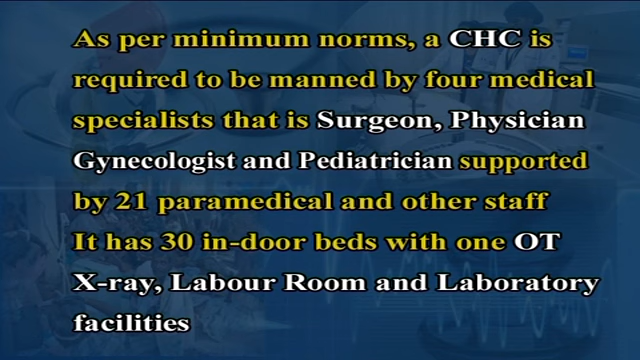 As per minimum norms, a CHC is
required to be manned by four medical
specialists that is Surgeon, Physician
Gynecologist and Pediatrician supported
by 21 paramedical and other staff
It has 30 in-door beds with one OT
X-ray, Labour Room and Laboratory
facilities